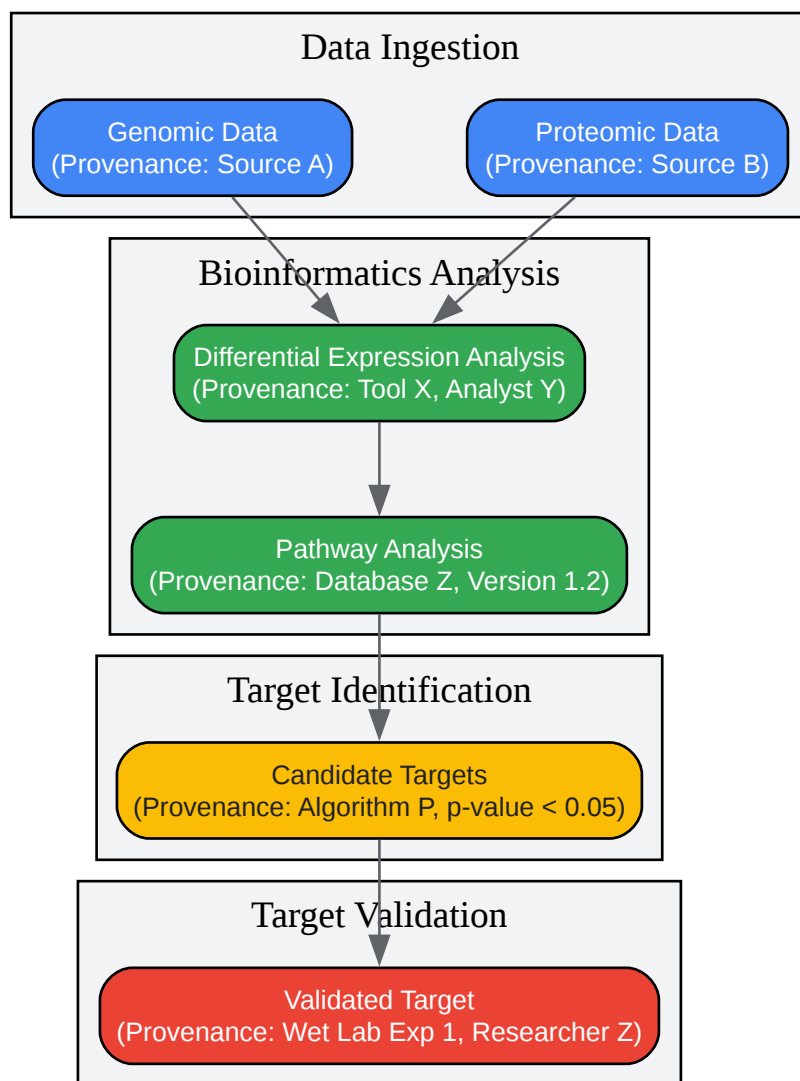 Data Ingestion
Genomic Data
(Provenance: Source A)
Proteomic Data
(Provenance: Source B)
Bioinformatics Analysis
Differential Expression Analysis
(Provenance: Tool X, Analyst Y)
Pathway Analysis
(Provenance: Database Z, Version 1.2)
Target Identification
Candidate Targets
(Provenance: Algorithm P, p-value < 0.05)
Target Validation
Validated Target
(Provenance: Wet Lab Exp 1, Researcher Z)